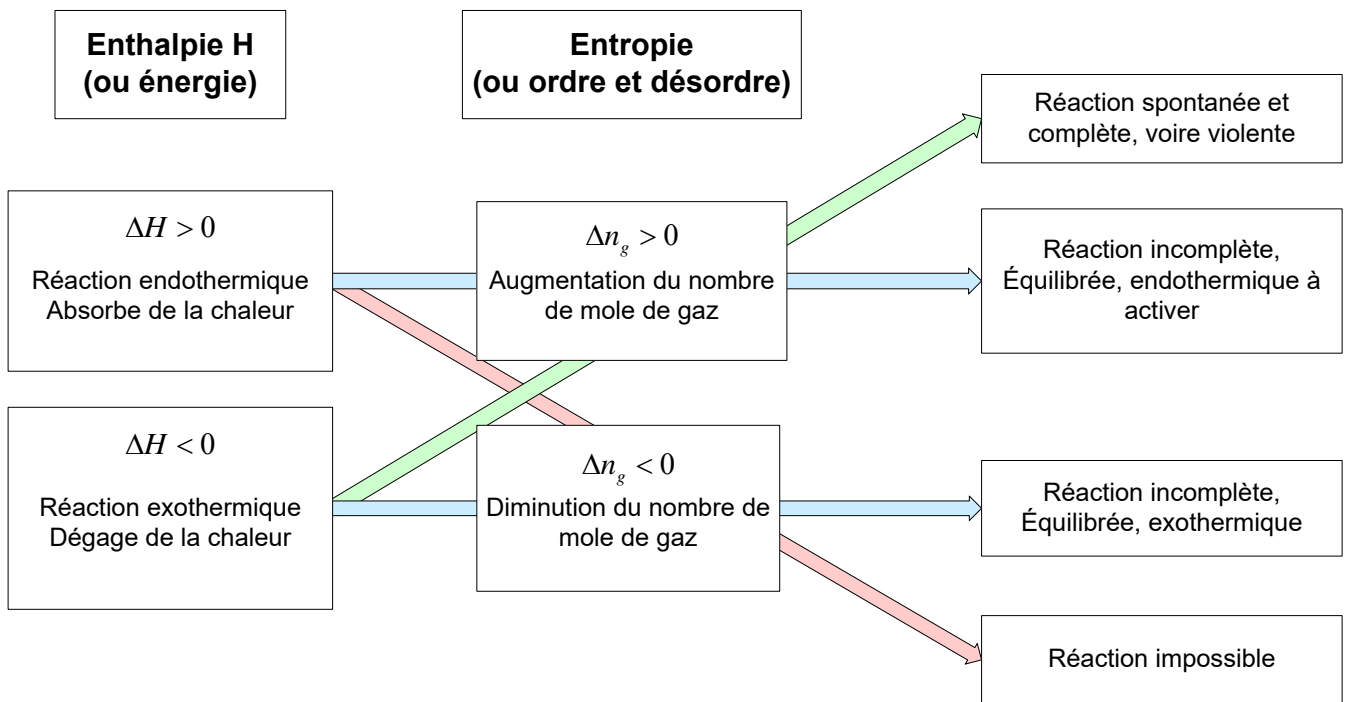 Enthalpie H
(ou énergie)
Entropie
(ou ordre et désordre)
Réaction spontanée et
complète, voire violente
ΔH > 0
Réaction endothermique
Absorbe de la chaleur
Δn_g > 0
Augmentation du nombre
de mole de gaz
Réaction incomplète,
Équilibrée, endothermique à
activer
ΔH < 0
Réaction exothermique
Dégage de la chaleur
Δn_g < 0
Diminution du nombre de
mole de gaz
Réaction incomplète,
Équilibrée, exothermique
Réaction impossible